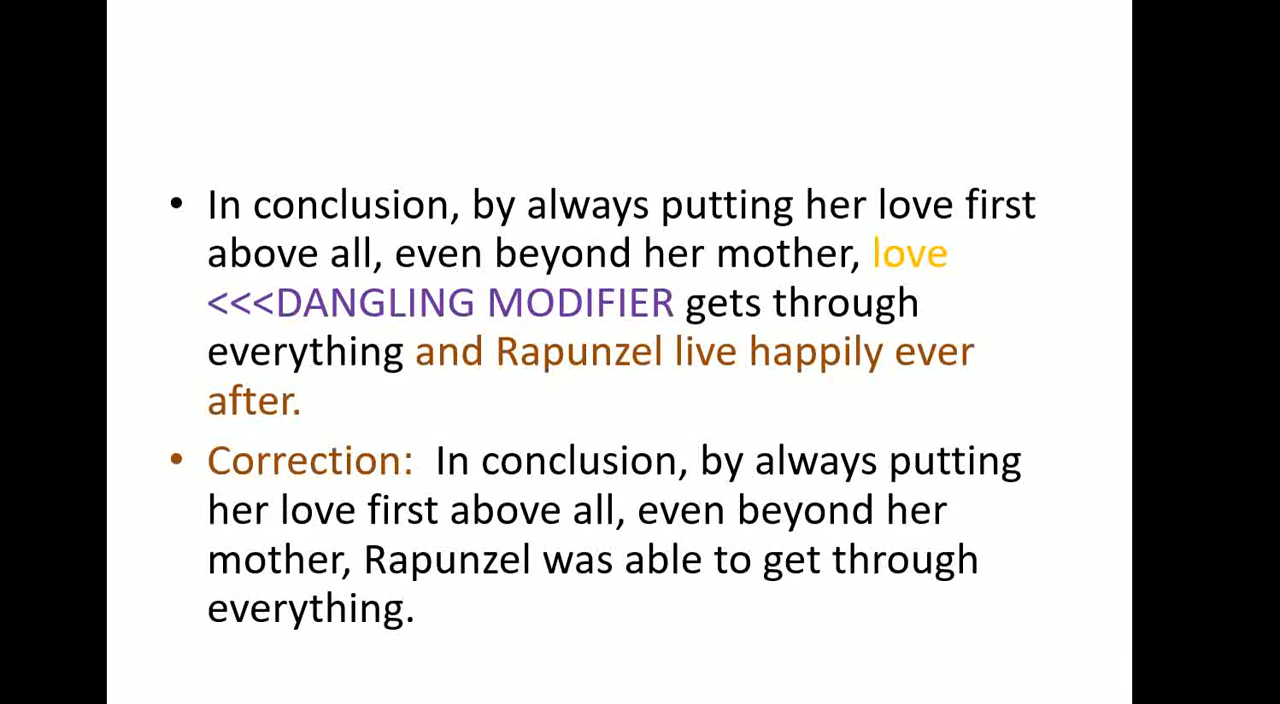 • In conclusion, by always putting her love first
above all, even beyond her mother, love
<<<DANGLING MODIFIER gets through
everything and Rapunzel live happily ever
after.
• Correction:  In conclusion, by always putting
her love first above all, even beyond her
mother, Rapunzel was able to get through
everything.